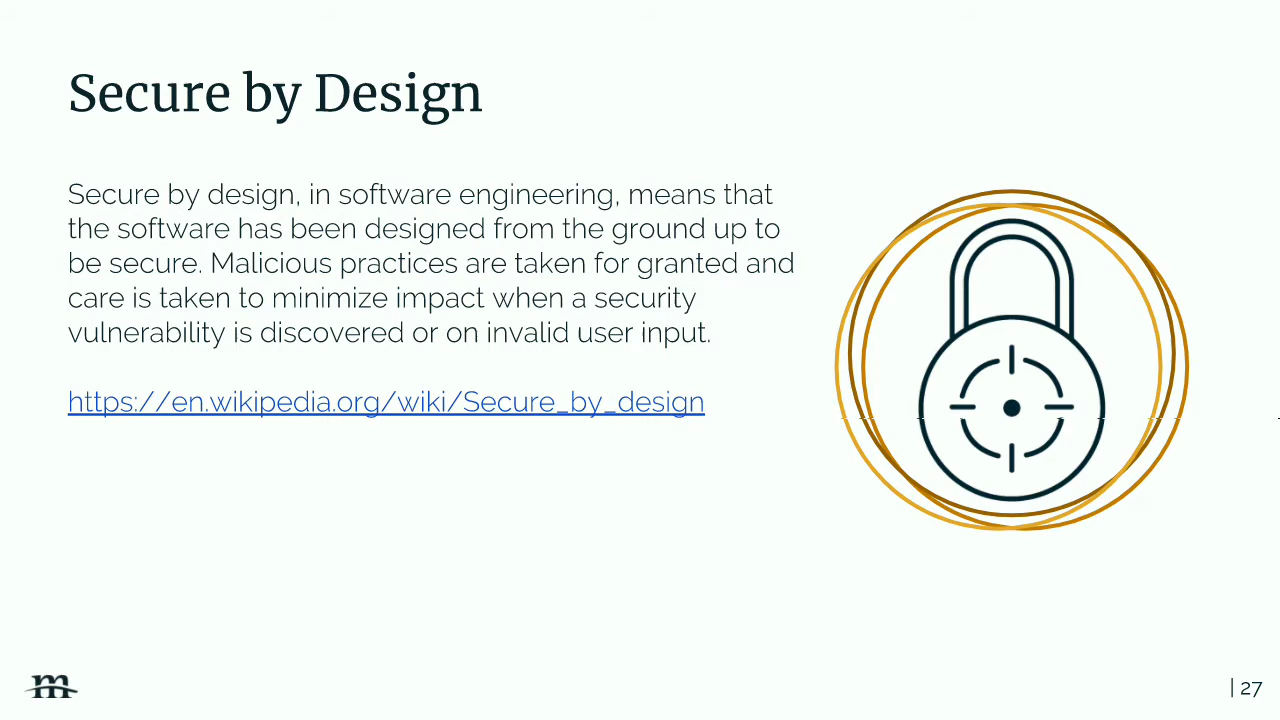 Secure by Design
Secure by design, in software engineering, means that
the software has been designed from the ground up to
be secure. Malicious practices are taken for granted and
care is taken to minimize impact when a security
vulnerability is discovered or on invalid user input.
https://en.wikipedia.org/wiki/Secure_by_design
m
| 27